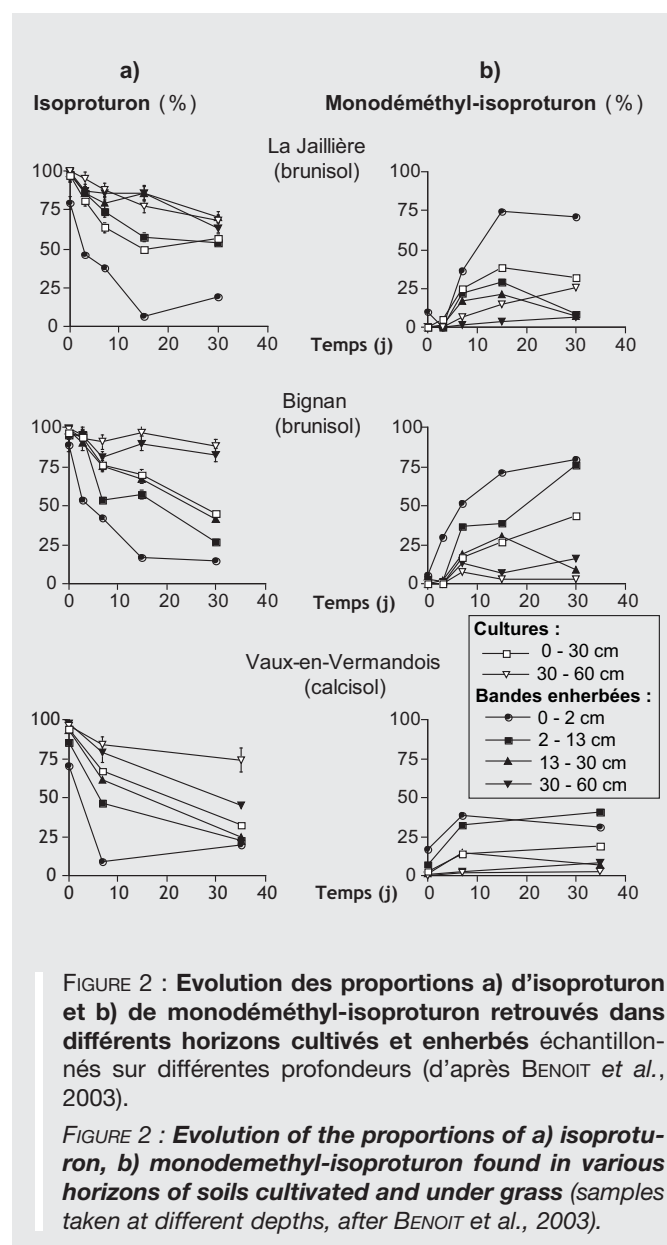 a)
Isoproturon (%)
b)
Monodéméthyl-isoproturon (%)
La Jaillière
(brunisol)
100
75
50
25
0
0 10 20 30 40
Temps (j)
100
75
50
25
0
0 10 20 30 40
Bignan
(brunisol)
100
75
50
25
0
0 10 20 30 40
Temps (j)
100
75
50
25
0
0 10 20 30 40
Cultures :
0 - 30 cm
30 - 60 cm
Bandes enherbées :
0 - 2 cm
2 - 13 cm
13 - 30 cm
30 - 60 cm
Vaux-en-Vermandois
(calcisol)
100
75
50
25
0
0 10 20 30 40
Temps (j)
100
75
50
25
0
0 10 20 30 40
FIGURE 2 : Evolution des proportions a) d'isoproturon
et b) de monodéméthyl-isoproturon retrouvés dans
différents horizons cultivés et enherbés échantillon-
nés sur différentes profondeurs (d'après BENOIT et al.,
2003).
FIGURE 2 : Evolution of the proportions of a) isoprotu-
ron, b) monodemethyl-isoproturon found in various
horizons of soils cultivated and under grass (samples
taken at different depths, after BENOIT et al., 2003).